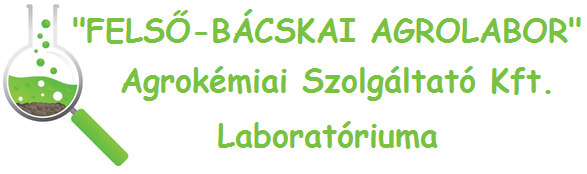 "FELSŐ-BÁCSKAI AGROLABOR"
Agrokémiai Szolgáltató Kft.
Laboratóriuma